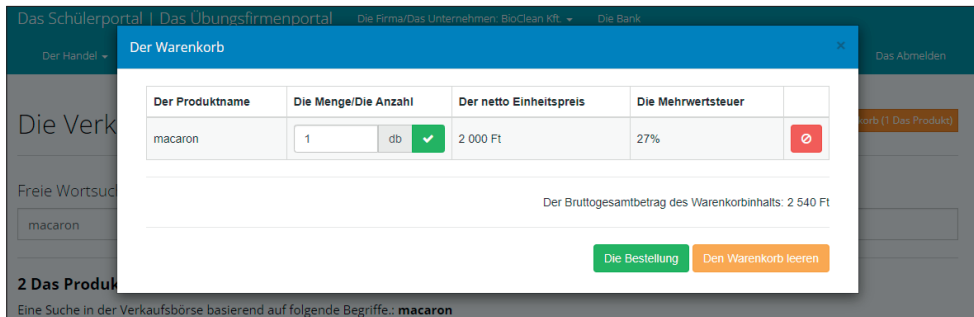 Das Schülerportal | Das Übungsfirmenportal Die Firma/Das Unternehmen: BioClean Kft. Die Bank
Der Handel Der Warenkorb × Das Abmelden
Der Produktname Die Menge/Die Anzahl Der netto Einheitspreis Die Mehrwertsteuer
Die Verk korb (1 Das Produkt)
macaron 1 db 2 000 Ft 27%
Freie Wortsuc
Der Bruttogesamtbetrag des Warenkorbinhalts: 2 540 Ft
macaron
Die Bestellung Den Warenkorb leeren
2 Das Produk
Eine Suche in der Verkaufsbörse basierend auf folgende Begriffe.: macaron